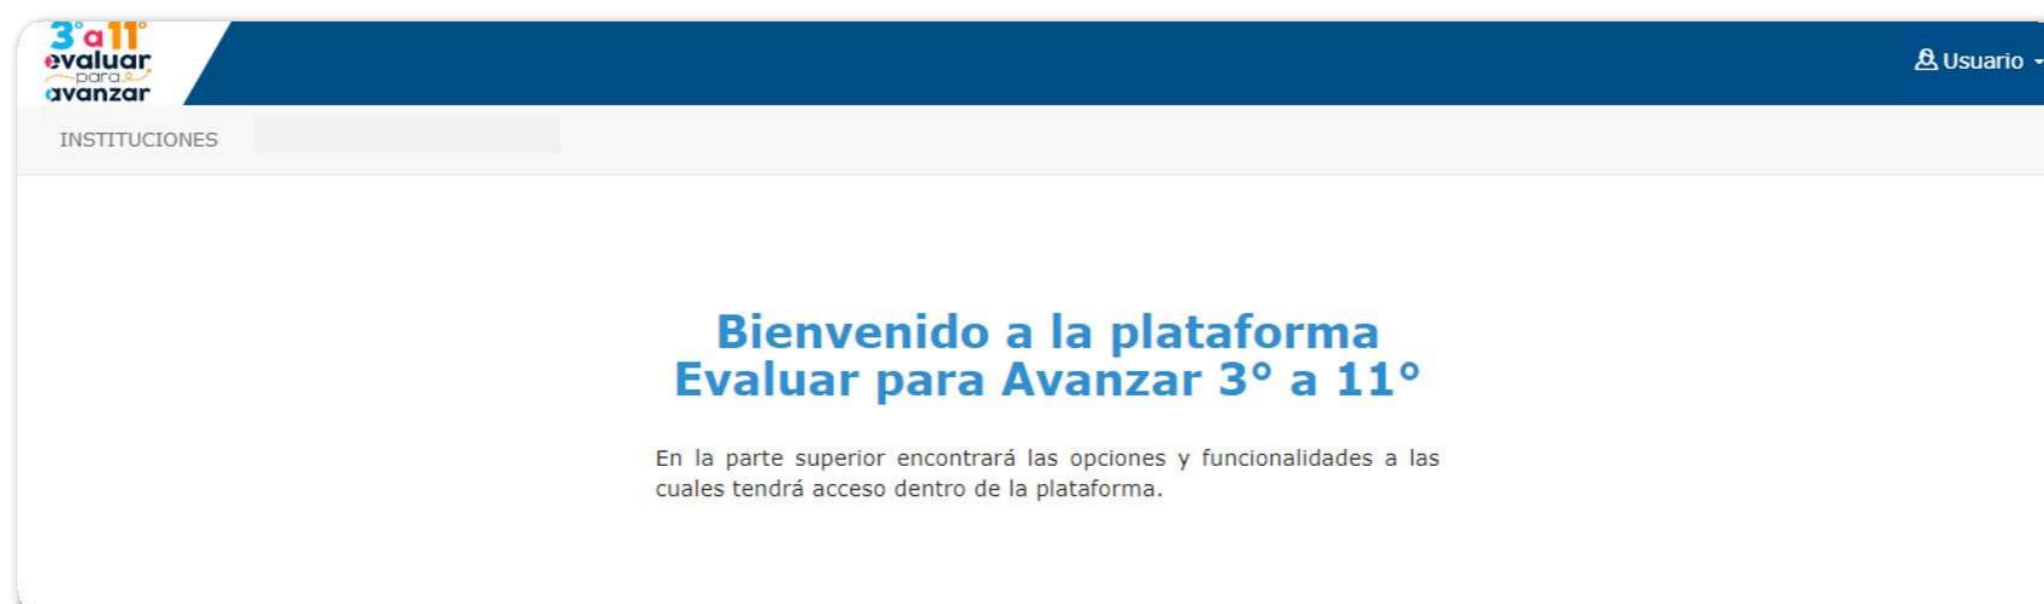 3° a 11°
evaluar
para
avanzar
Usuario
INSTITUCIONES
Bienvenido a la plataforma
Evaluar para Avanzar 3° a 11°
En la parte superior encontrará las opciones y funcionalidades a las
cuales tendrá acceso dentro de la plataforma.